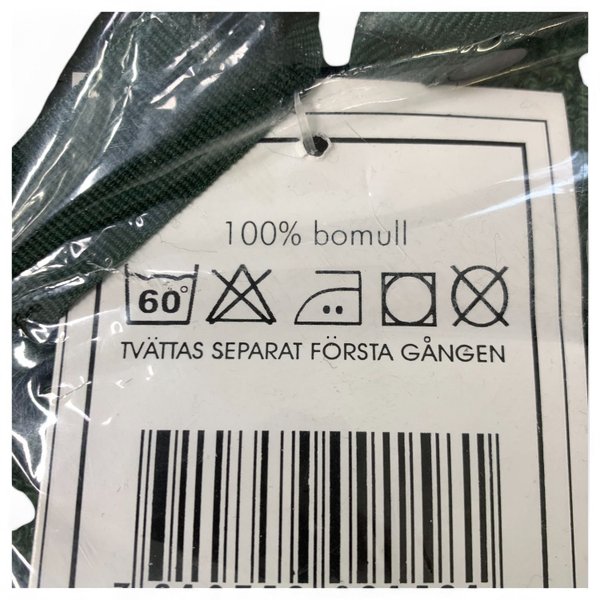 100% bomull
60°
TVÄTTAS SEPARAT FÖRSTA GÅNGEN